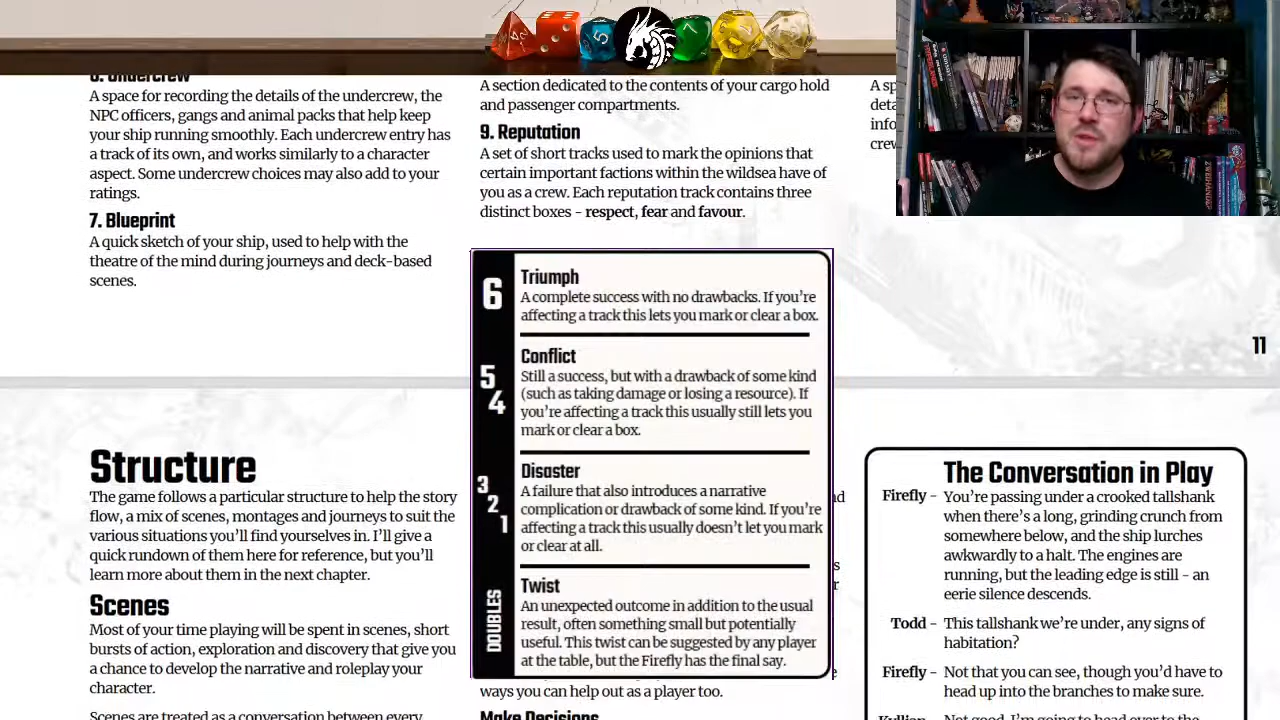 6. Undercrew
A space for recording the details of the undercrew, the
NPC officers, gangs and animal packs that help keep
your ship running smoothly. Each undercrew entry has
a track of its own, and works similarly to a character
aspect. Some undercrew choices may also add to your
ratings.
7. Blueprint
A quick sketch of your ship, used to help with the
theatre of the mind during journeys and deck-based
scenes.
A section dedicated to the contents of your cargo hold
and passenger compartments.
9. Reputation
A set of short tracks used to mark the opinions that
certain important factions within the wildsea have of
you as a crew. Each reputation track contains three
distinct boxes - respect, fear and favour.
11
6
Triumph
A complete success with no drawbacks. If you're
affecting a track this lets you mark or clear a box.
5
4
Conflict
Still a success, but with a drawback of some kind
(such as taking damage or losing a resource). If
you're affecting a track this usually still lets you
mark or clear a box.
3
2
1
Disaster
A failure that also introduces a narrative
complication or drawback of some kind. If you're
affecting a track this usually doesn't let you mark
or clear at all.
DOUBLES
Twist
An unexpected outcome in addition to the usual
result, often something small but potentially
useful. This twist can be suggested by any player
at the table, but the Firefly has the final say.
ways you can help out as a player too.
Make Decisions
Structure
The game follows a particular structure to help the story
flow, a mix of scenes, montages and journeys to suit the
various situations you'll find yourselves in. I'll give a
quick rundown of them here for reference, but you'll
learn more about them in the next chapter.
Scenes
Most of your time playing will be spent in scenes, short
bursts of action, exploration and discovery that give you
a chance to develop the narrative and roleplay your
character.
Scenes are treated as a conversation between every
The Conversation in Play
Firefly - You're passing under a crooked tallshank
when there's a long, grinding crunch from
somewhere below, and the ship lurches
awkwardly to a halt. The engines are
running, but the leading edge is still - an
eerie silence descends.
Todd - This tallshank we're under, any signs of
habitation?
Firefly - Not that you can see, though you'd have to
head up into the branches to make sure.
Kyllian - Not good. I'm going to head over to the